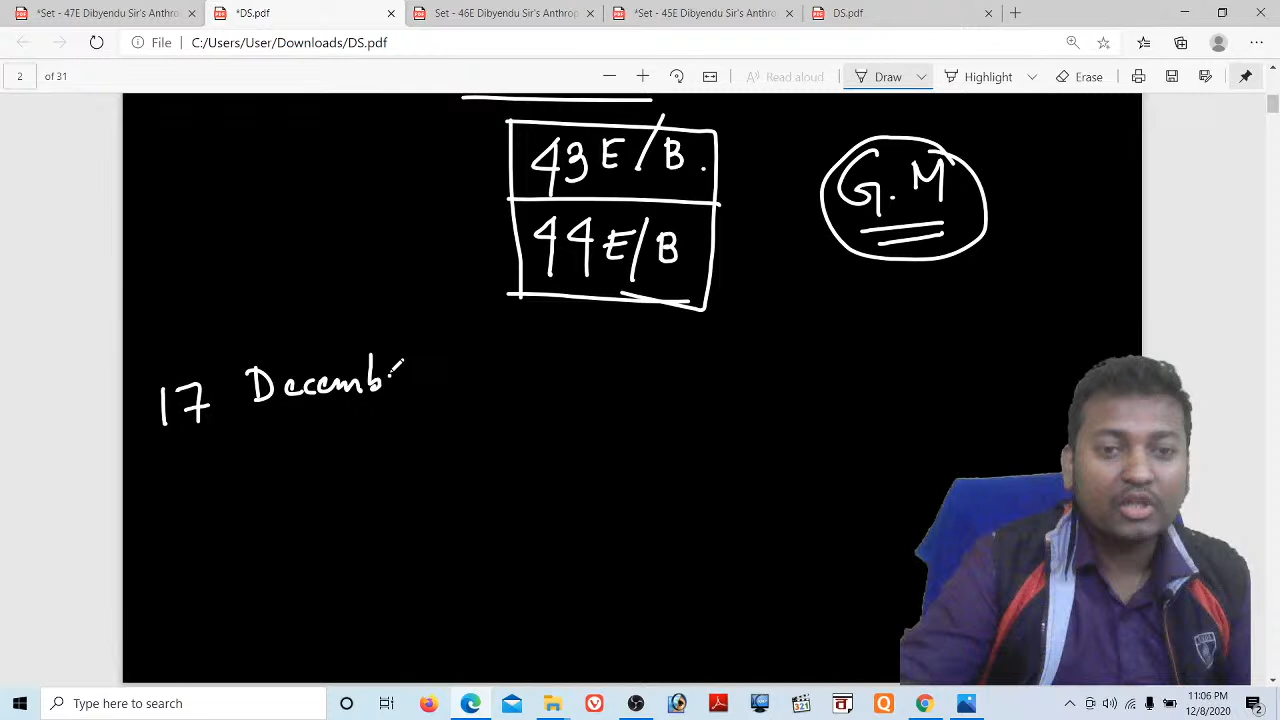 *Set - 47E Dibyendu Sir's Anthro
*DS.pdf
Set - 46E Dibyendu Sir's Anthrop
*Set - 45E Dibyendu Sir's Anthro
DS.pdf
File C:/Users/User/Downloads/DS.pdf
2 of 31 Read aloud Draw Highlight Erase
43 E/B.
G.M
44 E/B
17 Decemb
11:06 PM
Type here to search
12/8/2020